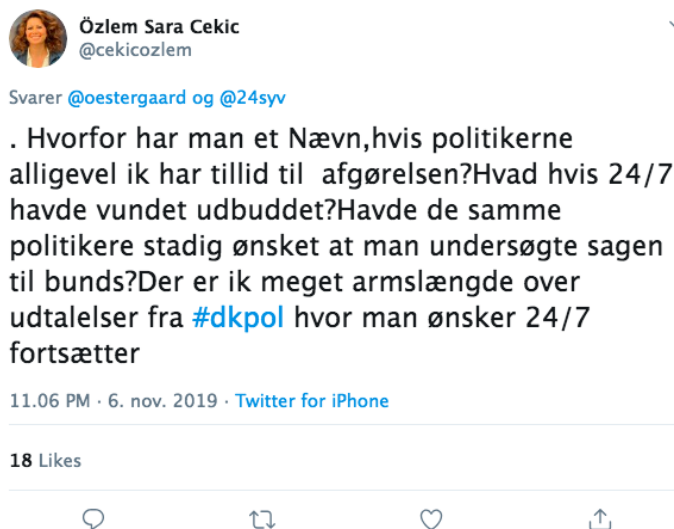 Özlem Sara Cekic
@cekicozlem
Svarer @oestergaard og @24syv
. Hvorfor har man et Nævn,hvis politikerne
alligevel ik har tillid til  afgørelsen?Hvad hvis 24/7
havde vundet udbuddet?Havde de samme
politikere stadig ønsket at man undersøgte sagen
til bunds?Der er ik meget armslængde over
udtalelser fra #dkpol hvor man ønsker 24/7
fortsætter
11.06 PM · 6. nov. 2019 · Twitter for iPhone
18 Likes